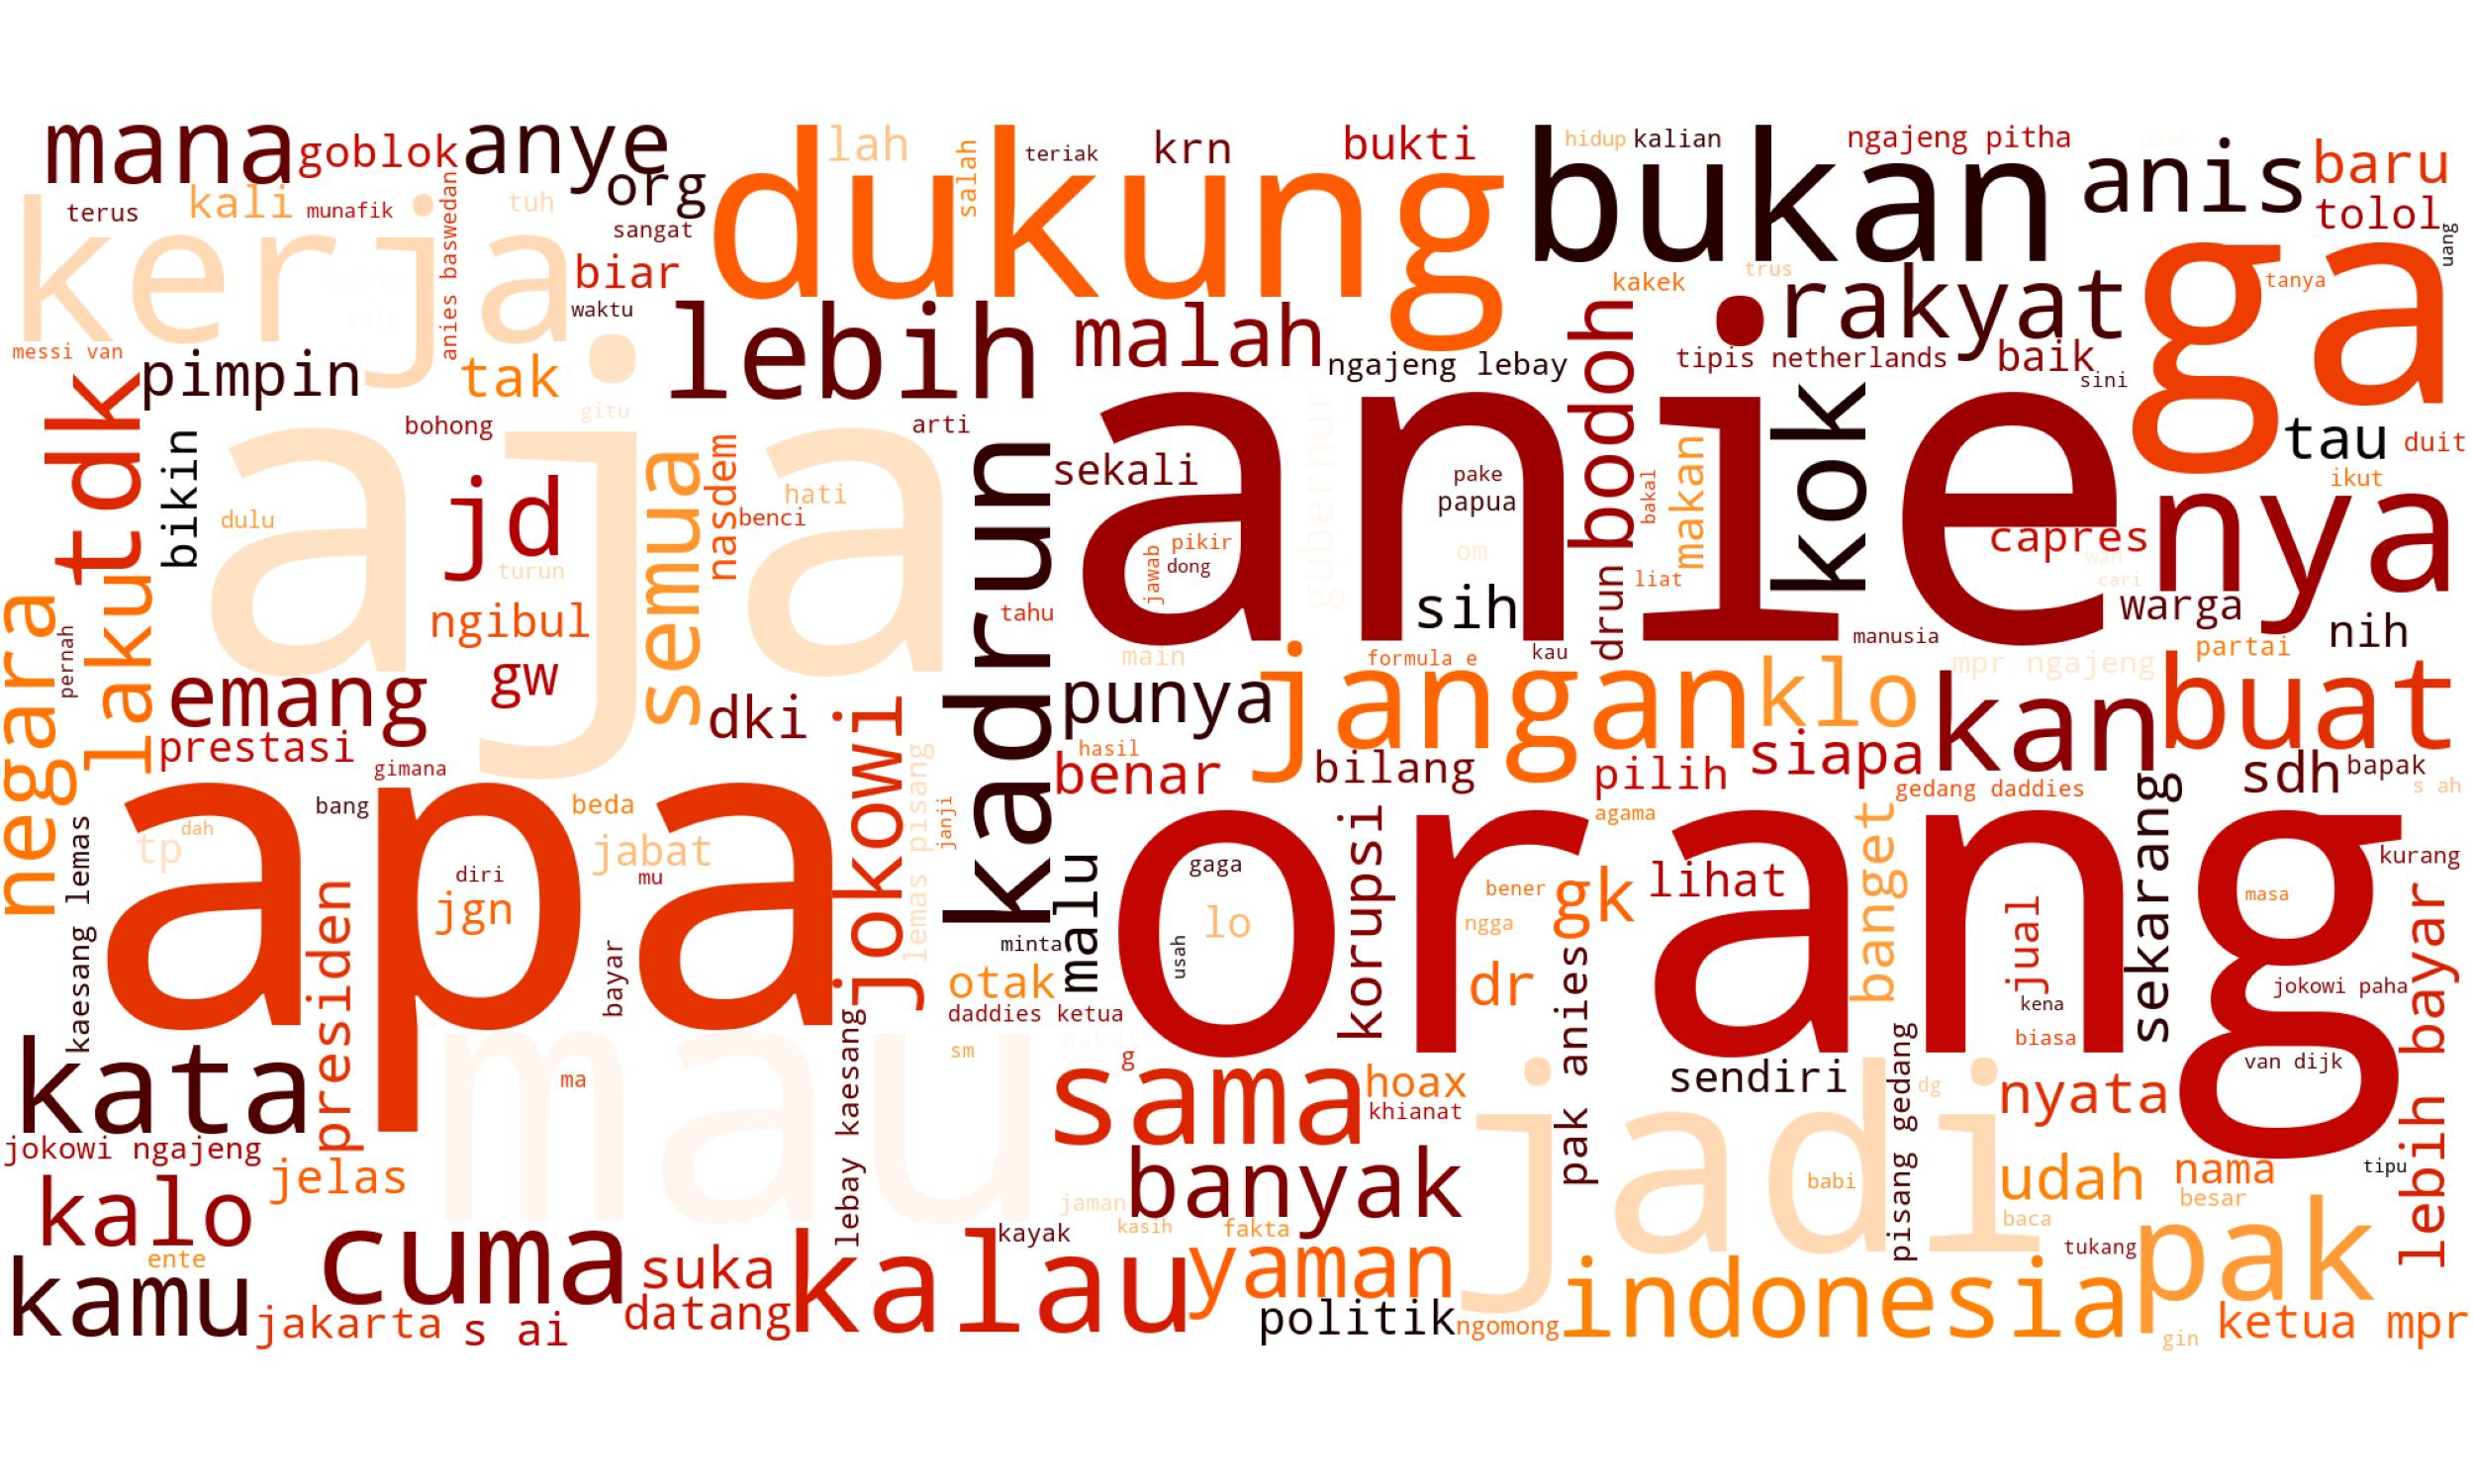 mana
goblok
anye
org
dukung
lah
salah
teriak
krn
bukti
bukan
hidup
kalian
ngajeng pitha
anis
baru
tolol
uang
terus
kali
munafik
anies baswedan
tuh
sangat
kerja
biar
waktu
messi van
pimpin
tak
gitu
lebih
malah
ngajeng lebay
kakek
trus
rakyat
tipis netherlands
baik
sini
ga
tanya
tdk
bikin
bohong
arti
aja
dulu
jd
turun
semua
nasdem
hati
benci
kadrun
sekali
anie
gubernur
pake
papua
om
pikir
dong
jawab
bodoh
bakal
makan
kok
tau
duit
ikut
capres
wan
cari
nya
negara
pernah
laku
ngibul
gw
tahu
sih
drun
liat
manusia
warga
nih
main
formula e
kau
mpr ngajeng
partai
emang
prestasi
gimana
dki
jokowi
lemas pisang
janji
punya
hasil
benar
jangan
bilang
klo
siapa
pilih
kan
buat
sdh
bapak
s ah
gedang daddies
agama
kaesang lemas
tp
dah
bang
apa
beda
jabat
diri
mu
jgn
presiden
bayar
malu
minta
otak
daddies ketua
sm
orang
gaga
lo
usah
korupsi
bener
ngga
gk
dr
lihat
banget
jual
kena
biasa
sekarang
kurang
masa
jokowi paha
van dijk
lebih bayar
kata
jokowi ngajeng
jelas
mau
ma
lebay kaesang
g
sama
hoax
khianat
pak anies
sendiri
pisang gedang
dg
nyata
jadi
babi
udah
nama
besar
tipu
kalo
ente
kamu
jakarta
cuma
s ai
suka
datang
kalau
kayak
jaman
kasih
banyak
fakta
yaman
politik
ngomong
indonesia
baca
tukang
pak
gin
ketua mpr